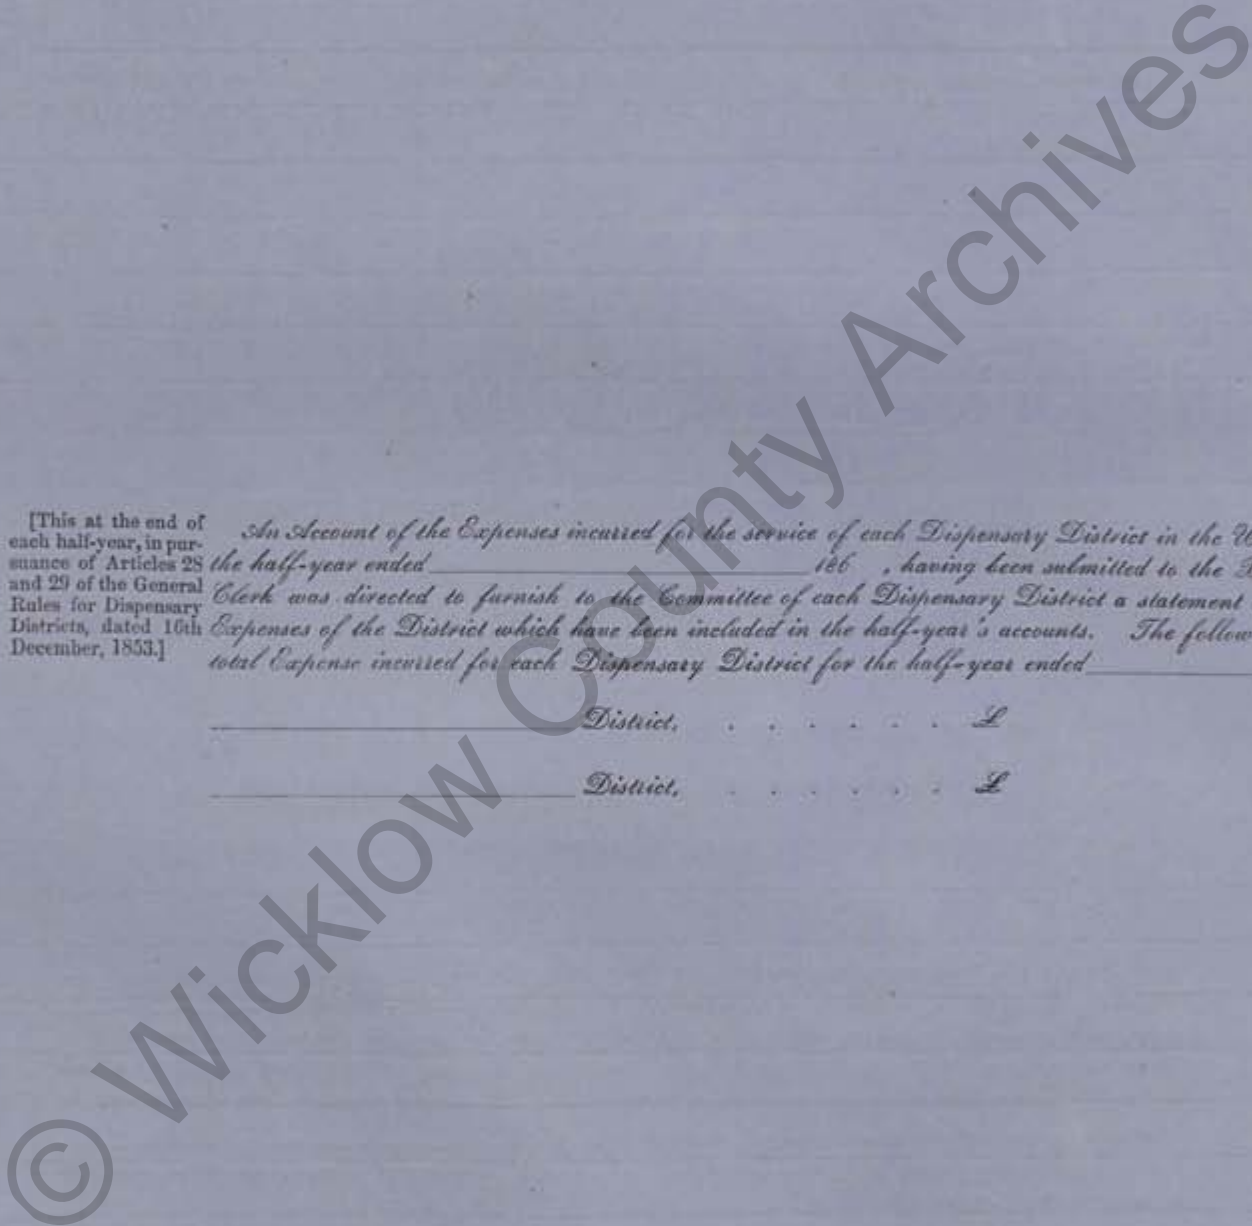 [This at the end of
each half-year, in pur-
suance of Articles 28
and 29 of the General
Rules for Dispensary
Districts, dated 16th
December, 1853.]
An Account of the Expenses incurred for the service of each Dispensary District in the
the half-year ended 186 , having been submitted to the
Clerk was directed to furnish to the Committee of each Dispensary District a statement
Expenses of the District which have been included in the half-year's accounts. The
total Expense incurred for each Dispensary District for the half-year ended
District, . . . . . . £
District, . . . . . . £
© Wicklow County Archives